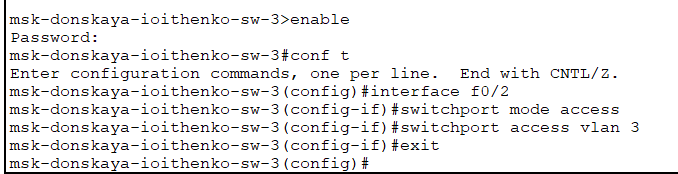 msk-donskaya-ioithenko-sw-3>enable
Password:
msk-donskaya-ioithenko-sw-3#conf t
Enter configuration commands, one per line.  End with CNTL/Z.
msk-donskaya-ioithenko-sw-3(config)#interface f0/2
msk-donskaya-ioithenko-sw-3(config-if)#switchport mode access
msk-donskaya-ioithenko-sw-3(config-if)#switchport access vlan 3
msk-donskaya-ioithenko-sw-3(config-if)#exit
msk-donskaya-ioithenko-sw-3(config)#